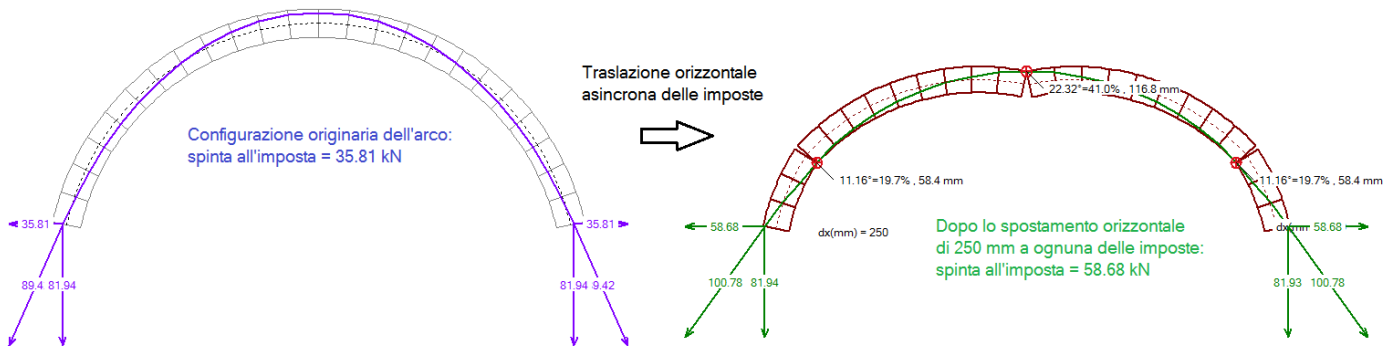 Configurazione originaria dell'arco:
spinta all'imposta = 35.81 kN
35.81
35.81
89.4 81.94
81.94 9.42
Traslazione orizzontale
asincrona delle imposte
22.32°=41.0% , 116.8 mm
11.16°=19.7% , 58.4 mm
11.16°=19.7% , 58.4 mm
58.68
dx(mm) = 250
58.68
Dopo lo spostamento orizzontale
di 250 mm a ognuna delle imposte:
spinta all'imposta = 58.68 kN
100.78
81.94
81.93
100.78